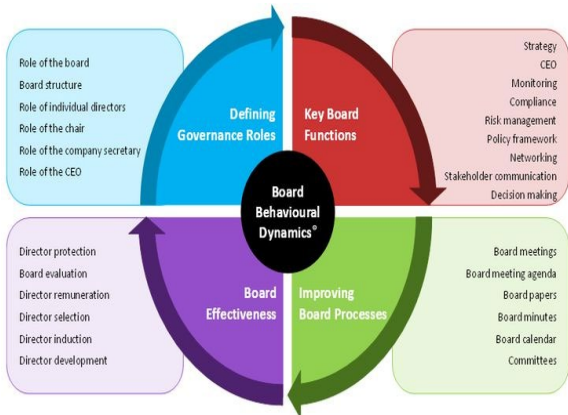 Role of the board
Board structure
Role of individual directors
Role of the chair
Role of the company secretary
Role of the CEO
Defining
Governance Roles
Key Board
Functions
Strategy
CEO
Monitoring
Compliance
Risk management
Policy framework
Networking
Stakeholder communication
Decision making
Board
Behavioural
Dynamics®
Director protection
Board evaluation
Director remuneration
Director selection
Director induction
Director development
Board
Effectiveness
Improving
Board Processes
Board meetings
Board meeting agenda
Board papers
Board minutes
Board calendar
Committees